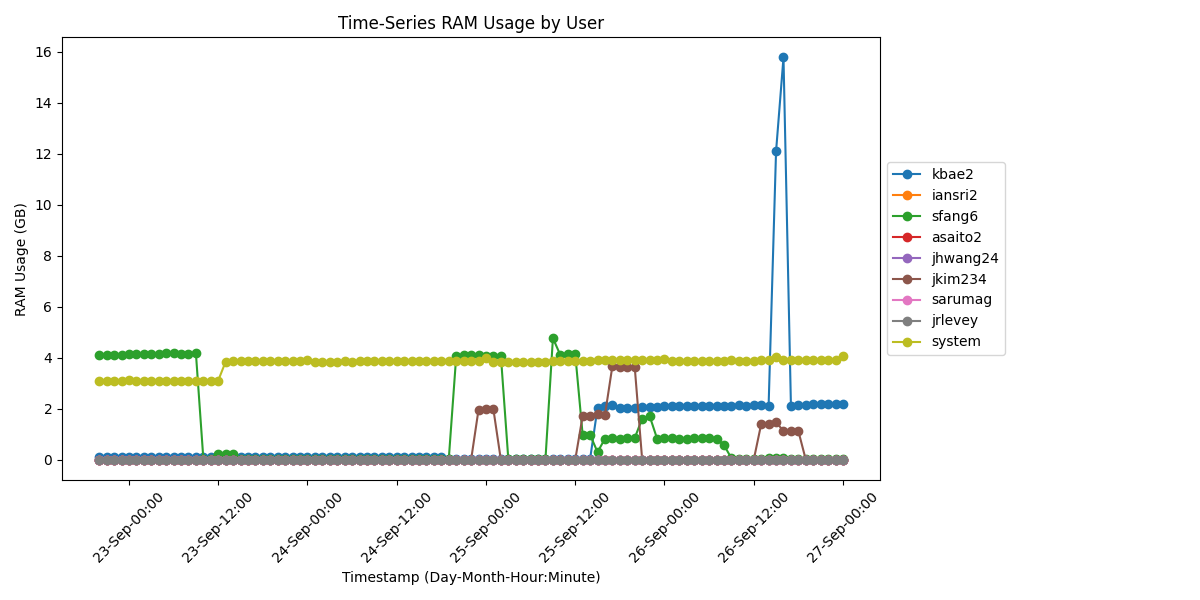 Time-Series RAM Usage by User
RAM Usage (GB)
16
14
12
10
8
6
4
2
0
23-Sep-00:00
23-Sep-12:00
24-Sep-00:00
24-Sep-12:00
25-Sep-00:00
25-Sep-12:00
26-Sep-00:00
26-Sep-12:00
27-Sep-00:00
Timestamp (Day-Month-Hour:Minute)
kbae2
iansri2
sfang6
asaito2
jhwang24
jkim234
sarumag
jrlevey
system